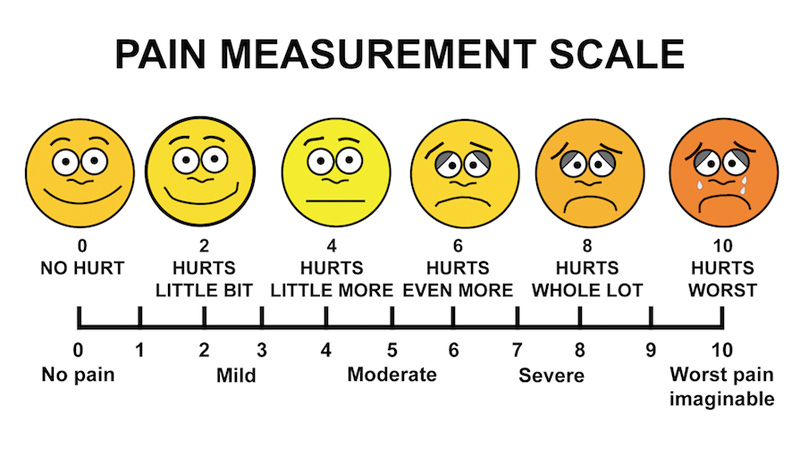 PAIN MEASUREMENT SCALE
0
NO HURT
2
HURTS
LITTLE BIT
4
HURTS
LITTLE MORE
6
HURTS
EVEN MORE
8
HURTS
WHOLE LOT
10
HURTS
WORST
0 1 2 3 4 5 6 7 8 9 10
No pain Mild Moderate Severe Worst pain
imaginable